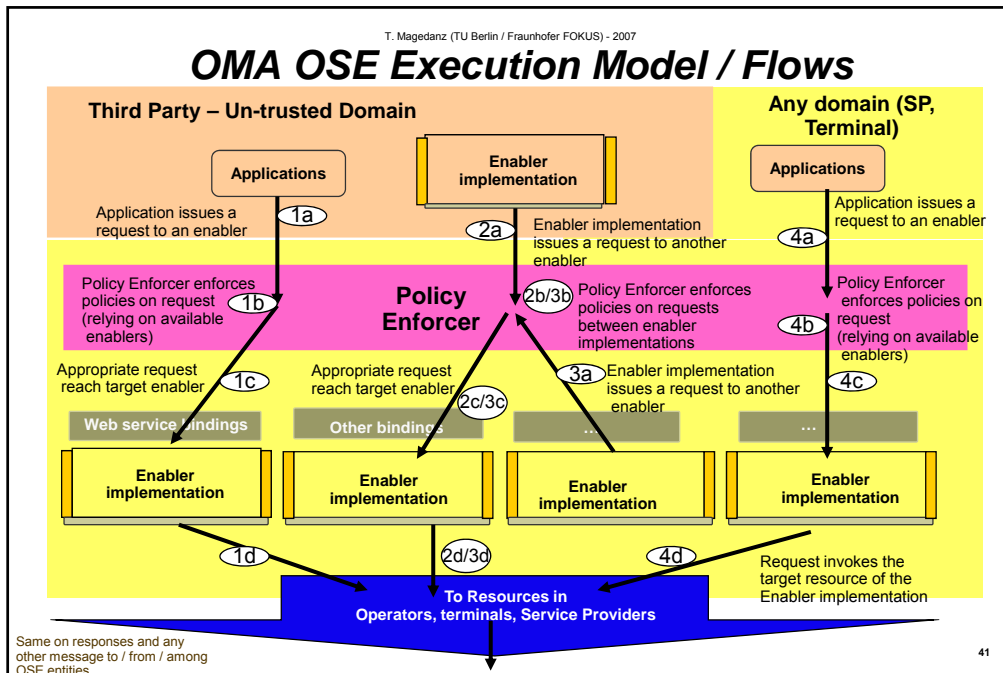 T. Magedanz (TU Berlin / Fraunhofer FOKUS) - 2007
OMA OSE Execution Model / Flows
Third Party – Un-trusted Domain
Any domain (SP,
Terminal)
Applications
Enabler
implementation
Applications
Application issues a
request to an enabler
1a
2a
Enabler implementation
issues a request to another
enabler
4a
Application issues a
request to an enabler
Policy Enforcer enforces
policies on request
(relying on available
enablers)
1b
Policy
Enforcer
2b/3b
Policy Enforcer enforces
policies on requests
between enabler
implementations
4b
Policy Enforcer
enforces policies on
request
(relying on available
enablers)
Appropriate request
reach target enabler
1c
Appropriate request
reach target enabler
2c/3c
3a
Enabler implementation
issues a request to another
enabler
4c
Web service bindings
Other bindings
...
...
Enabler
implementation
Enabler
implementation
Enabler
implementation
Enabler
implementation
1d
2d/3d
4d
Request invokes the
target resource of the
Enabler implementation
To Resources in
Operators, terminals, Service Providers
Same on responses and any
other message to / from / among
OSE entities
41